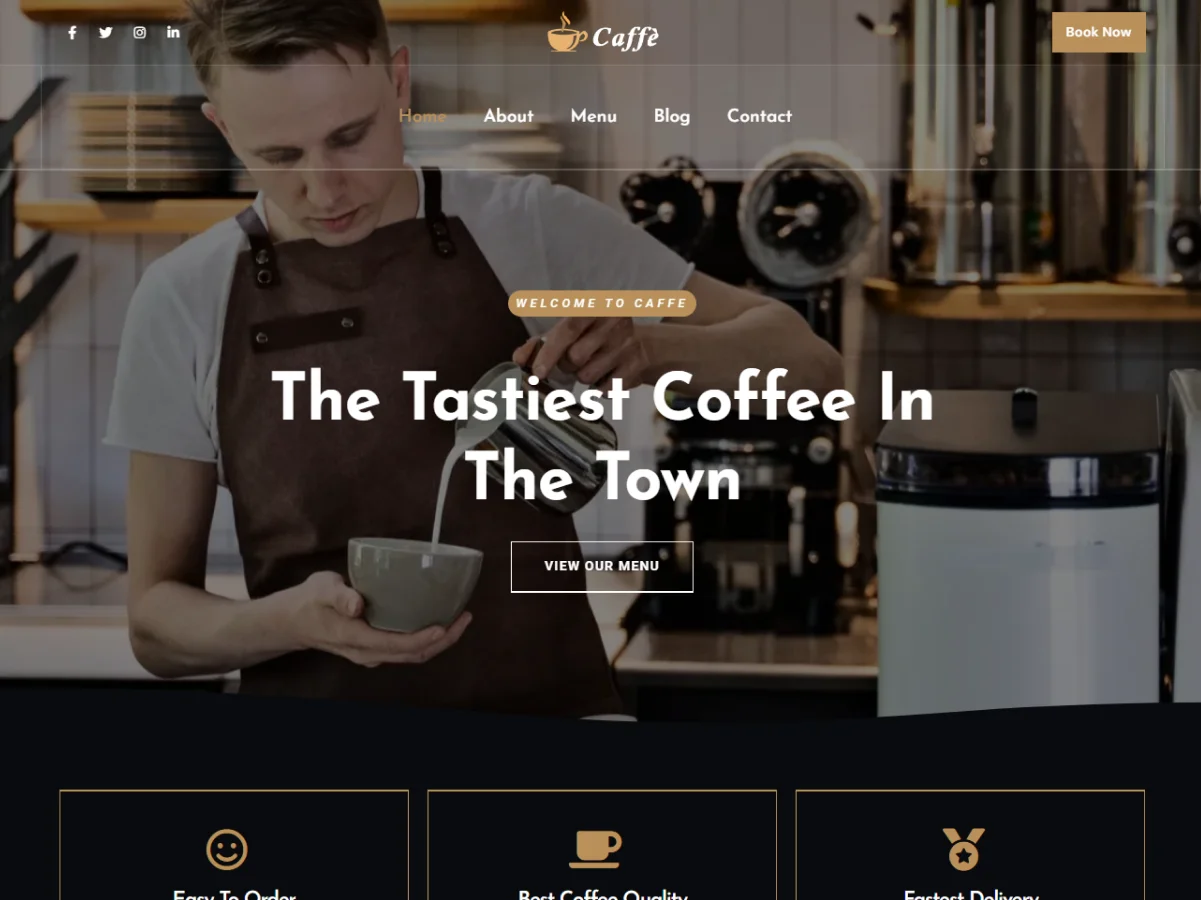 Caffè
Book Now
Home About Menu Blog Contact
WELCOME TO CAFFE
The Tastiest Coffee In
The Town
VIEW OUR MENU
Easy To Order
Best Coffee Quality
Fastest Delivery